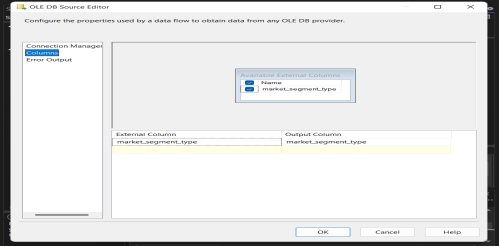 OLE DB Source Editor
Configure the properties used by a data flow to obtain data from any OLE DB provider.
Connection Manager
Columns
Error Output
Available External Columns
Name
market_segment_type
External Column Output Column
market_segment_type market_segment_type
OK Cancel Help